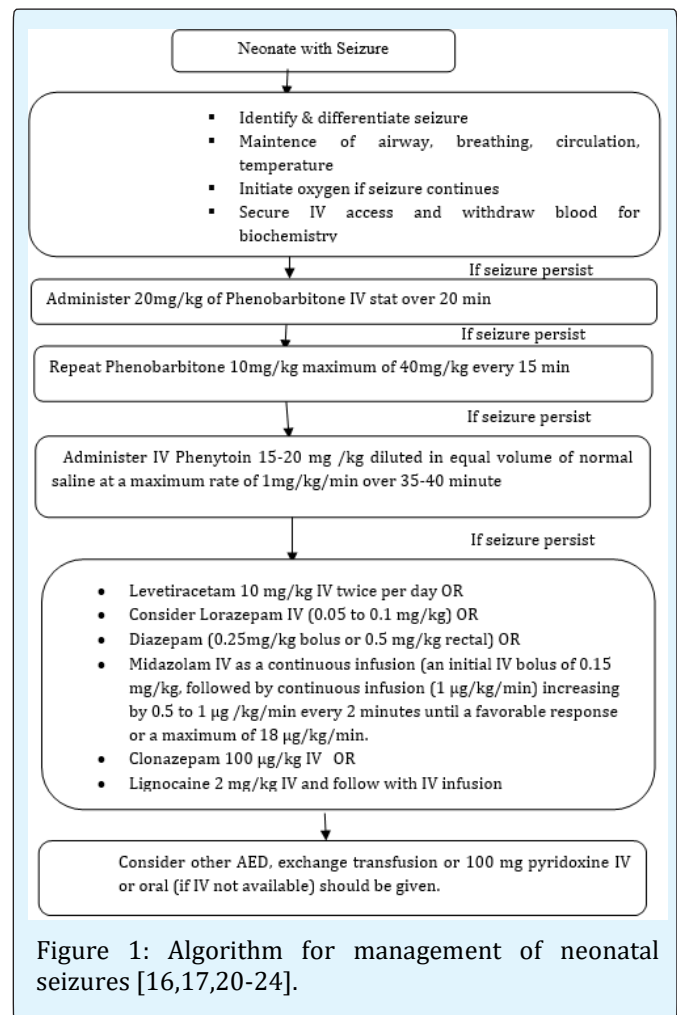 Neonate with Seizure
▪ Identify & differentiate seizure
▪ Maintence of airway, breathing, circulation,
temperature
▪ Initiate oxygen if seizure continues
▪ Secure IV access and withdraw blood for
biochemistry
If seizure persist
Administer 20mg/kg of Phenobarbitone IV stat over 20 min
If seizure persist
Repeat Phenobarbitone 10mg/kg maximum of 40mg/kg every 15 min
If seizure persist
Administer IV Phenytoin 15-20 mg /kg diluted in equal volume of normal
saline at a maximum rate of 1mg/kg/min over 35-40 minute
If seizure persist
• Levetiracetam 10 mg/kg IV twice per day OR
• Consider Lorazepam IV (0.05 to 0.1 mg/kg) OR
• Diazepam (0.25mg/kg bolus or 0.5 mg/kg rectal) OR
• Midazolam IV as a continuous infusion (an initial IV bolus of 0.15
mg/kg, followed by continuous infusion (1 μg/kg/min) increasing
by 0.5 to 1 μg /kg/min every 2 minutes until a favorable response
or a maximum of 18 μg/kg/min.
• Clonazepam 100 μg/kg IV OR
• Lignocaine 2 mg/kg IV and follow with IV infusion
Consider other AED, exchange transfusion or 100 mg pyridoxine IV
or oral (if IV not available) should be given.
Figure 1: Algorithm for management of neonatal
seizures [16,17,20-24].